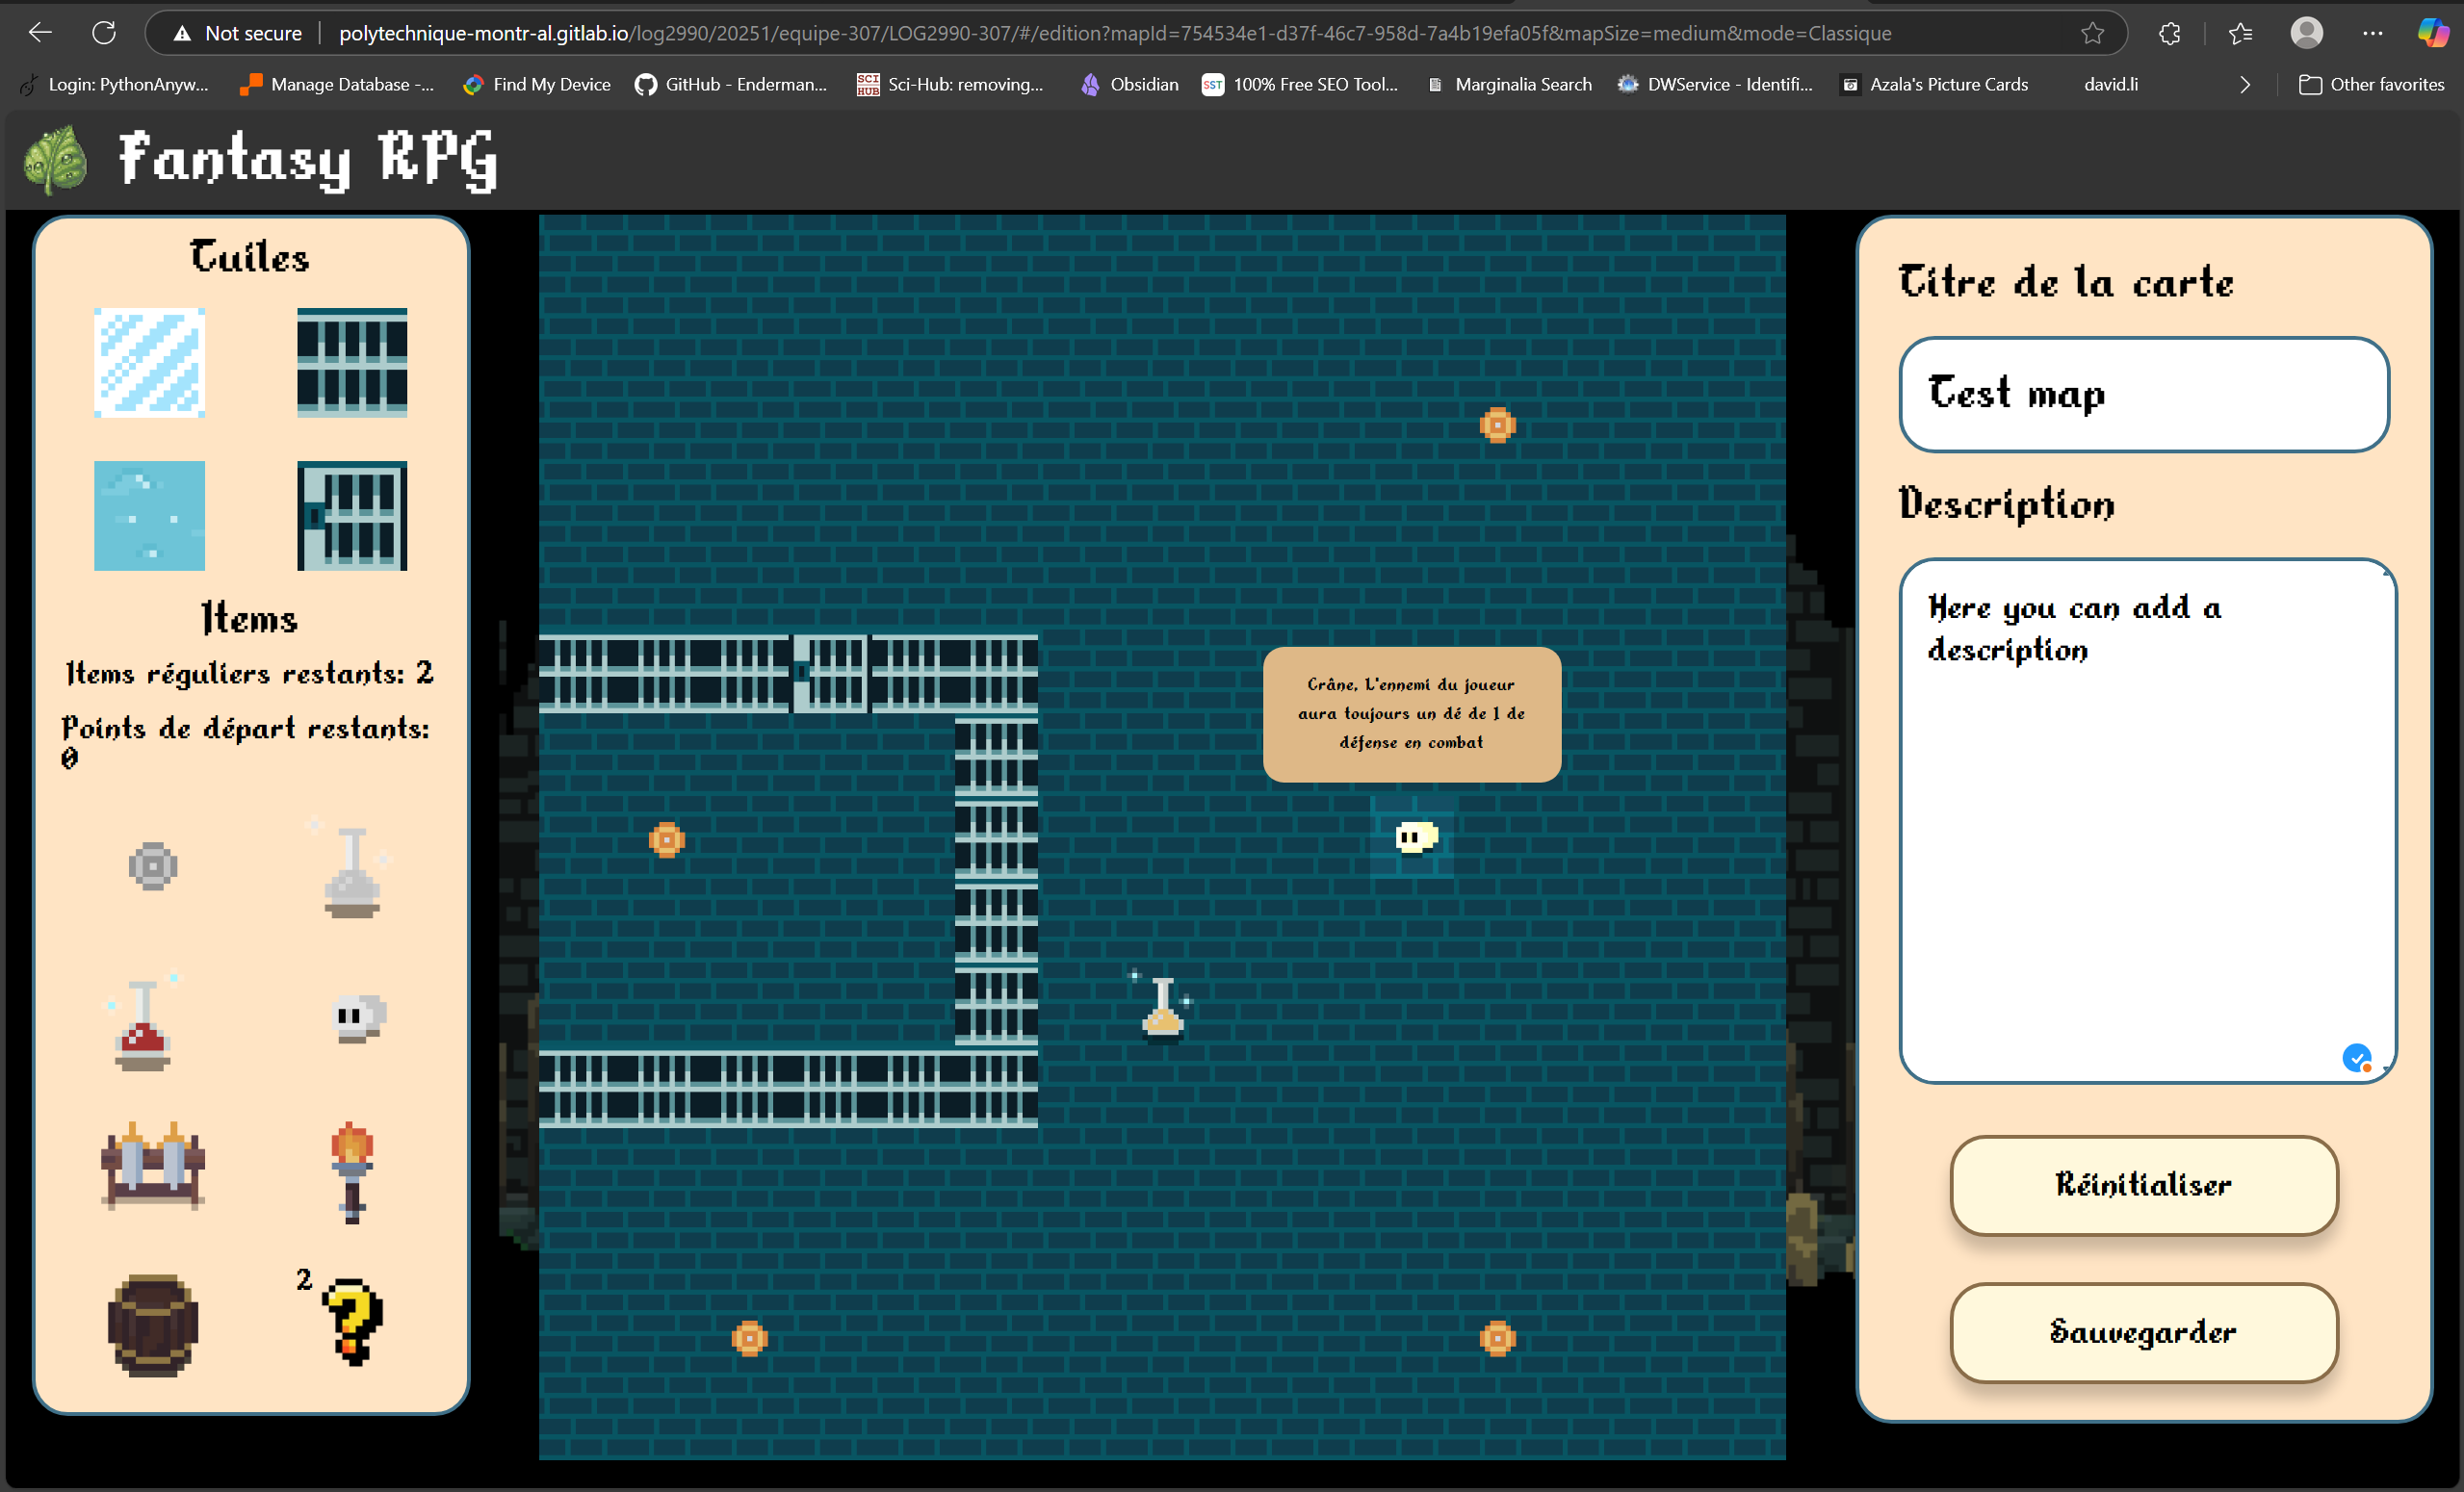 Not secure
polytechnique-montr-al.gitlab.io/log2990/20251/equipe-307/LOG2990-307/#/edition?mapId=754534e1-d37f-46c7-958d-7a4b19efa05f&mapSize=medium&mode=Classique
Login: PythonAnyw...
Manage Database -...
Find My Device
GitHub - Enderman...
SCI
HUB
Sci-Hub: removing...
Obsidian
SST
100% Free SEO Tool...
Marginalia Search
DWService - Identifi...
Azala's Picture Cards
david.li
Other favorites
Fantasy RPG
Tuiles
Items
Items réguliers restants: 2
Points de départ restants:
0
2
Crâne, L'ennemi du joueur
aura toujours un dé de 1 de
défense en combat
Titre de la carte
Test map
Description
Here you can add a
description
Réinitialiser
Sauvegarder